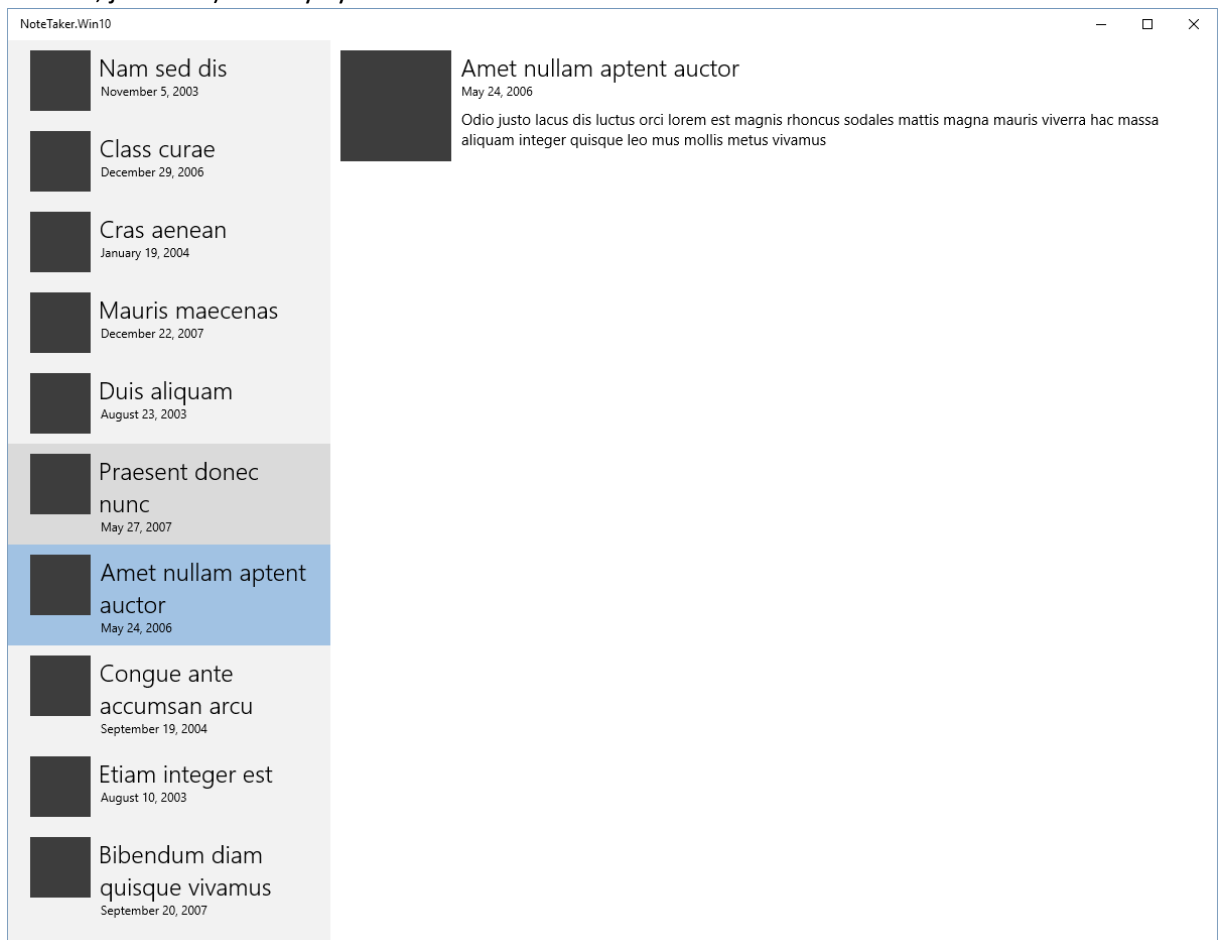 NoteTaker.Win10
Nam sed dis
November 5, 2003
Class curae
December 29, 2006
Cras aenean
January 19, 2004
Mauris maecenas
December 22, 2007
Duis aliquam
August 23, 2003
Praesent donec
nunc
May 27, 2007
Amet nullam aptent
auctor
May 24, 2006
Congue ante
accumsan arcu
September 19, 2004
Etiam integer est
August 10, 2003
Bibendum diam
quisque vivamus
September 20, 2007
Amet nullam aptent auctor
May 24, 2006
Odio justo lacus dis luctus orci lorem est magnis rhoncus sodales mattis magna mauris viverra hac massa
aliquam integer quisque leo mus mollis metus vivamus